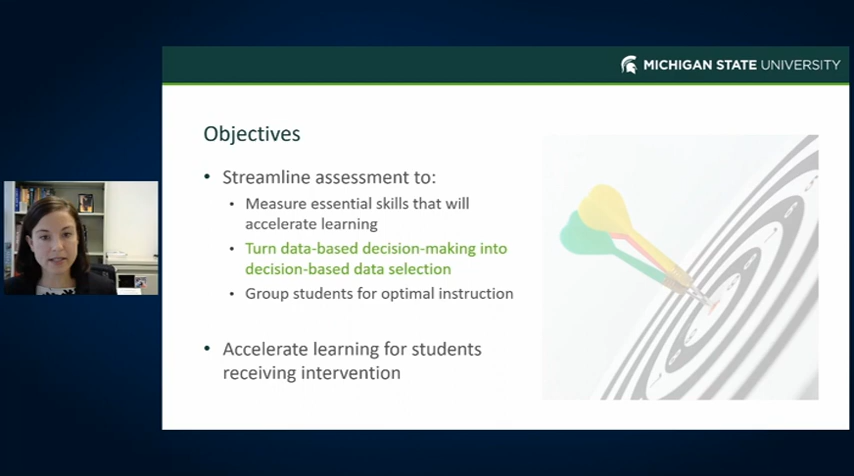 MICHIGAN STATE UNIVERSITY
Objectives
• Streamline assessment to:
• Measure essential skills that will
accelerate learning
• Turn data-based decision-making into
decision-based data selection
• Group students for optimal instruction
• Accelerate learning for students
receiving intervention